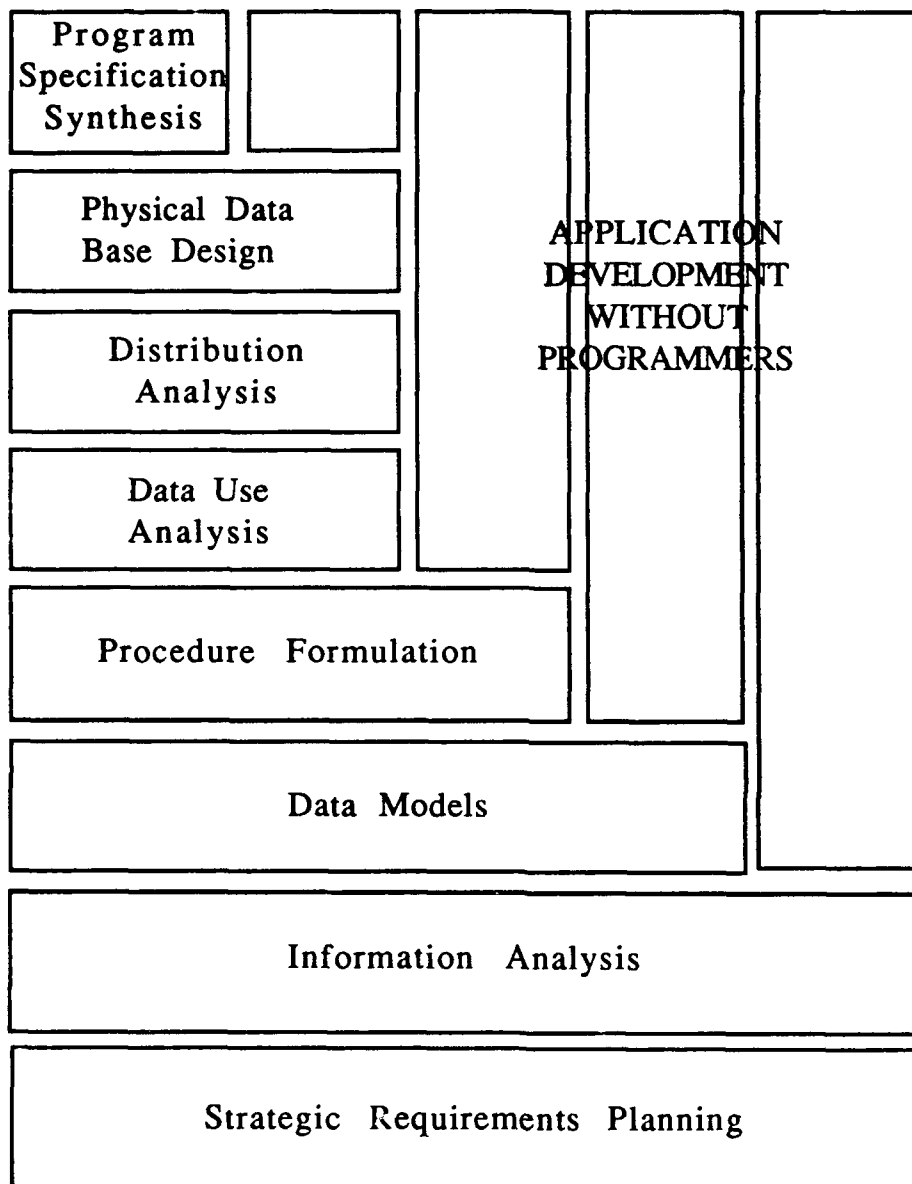 Program
Specification
Synthesis
Physical Data
Base Design
APPLICATION
DEVELOPMENT
WITHOUT
PROGRAMMERS
Distribution
Analysis
Data Use
Analysis
Procedure Formulation
Data Models
Information Analysis
Strategic Requirements Planning